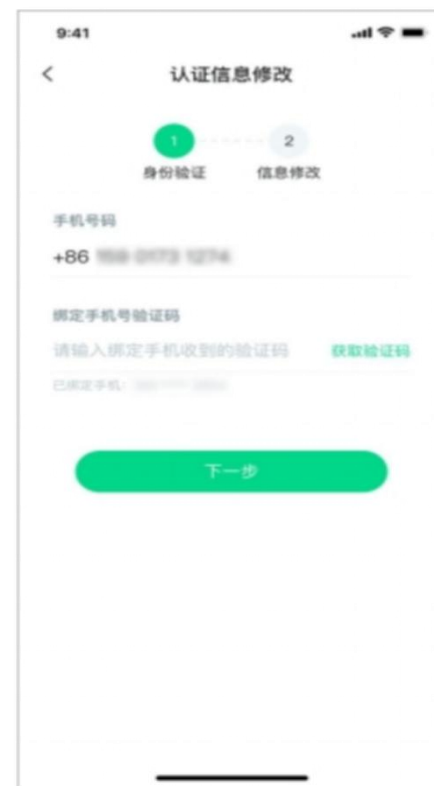 9:41
认证信息修改
1
2
身份验证
信息修改
手机号码
+86
绑定手机号验证码
请输入绑定手机收到的验证码
获取验证码
已绑定手机:
下一步